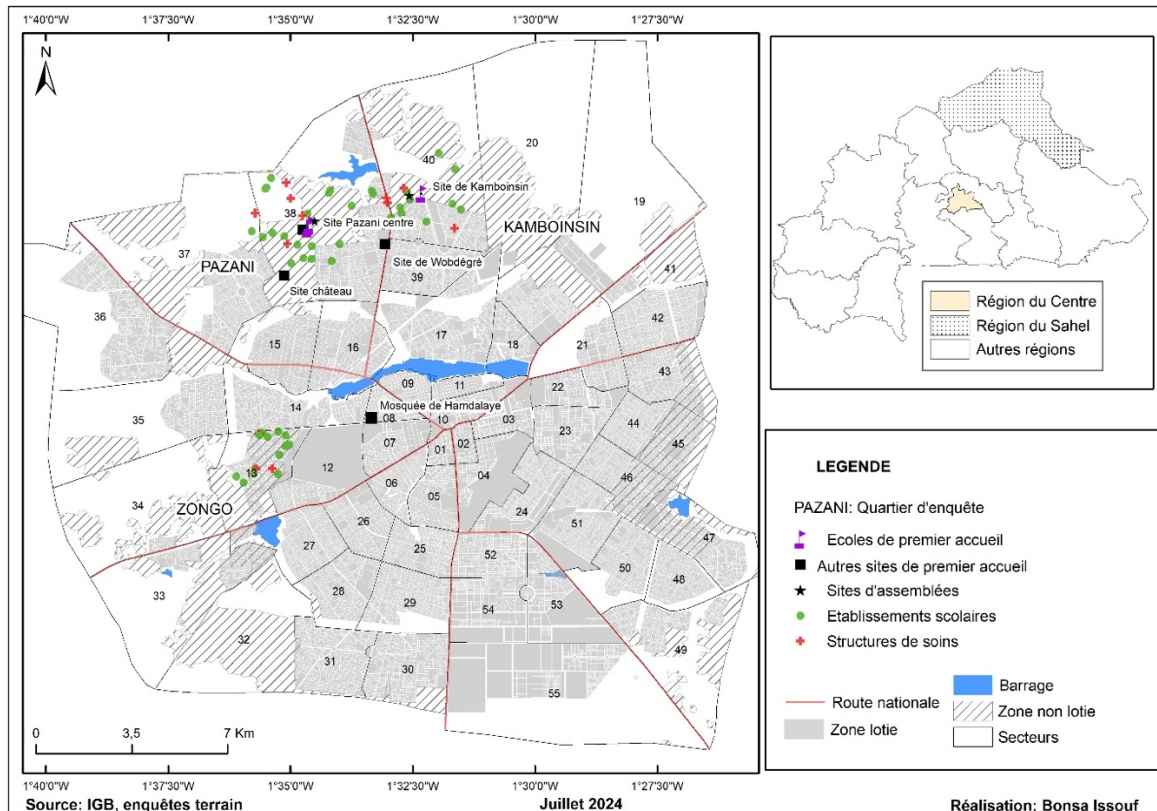 1°40'0"W 1°37'30"W 1°35'0"W 1°32'30"W 1°30'0"W 1°27'30"W
N
20
40
19
Site de Kamboinsin
38
Site Pazani centre
KAMBOINSIN
37
PAZANI
Site de Wobdégré
39
41
Site château
36
42
17
15
16
18
21
43
09
11
22
14
Mosquée de Hamdalaye
35
08
10
03
44
23
07
01
02
45
12
13
04
46
06
05
34
ZONGO
24
26
51
27
25
52
47
33
50
48
28
29
54
53
32
49
31
30
55
0 3,5 7 Km
1°40'0"W 1°37'30"W 1°35'0"W 1°32'30"W 1°30'0"W 1°27'30"W
Source: IGB, enquêtes terrain
Juillet 2024
Réalisation: Bonsa Issouf
Région du Centre
Région du Sahel
Autres régions
LEGENDE
PAZANI: Quartier d'enquête
Ecoles de premier accueil
Autres sites de premier accueil
Sites d'assemblées
Etablissements scolaires
Structures de soins
Route nationale
Zone lotie
Barrage
Zone non lotie
Secteurs